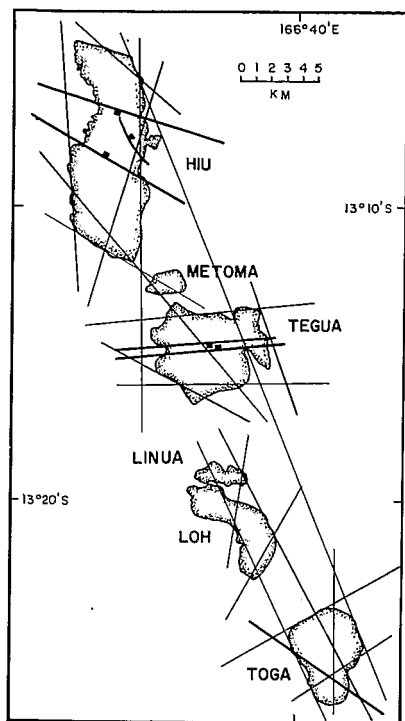 166°40'E
0 1 2 3 4 5
KM
HIU
13°10'S
METOMA
TEGUA
LINUA
13°20'S
LOH
TOGA